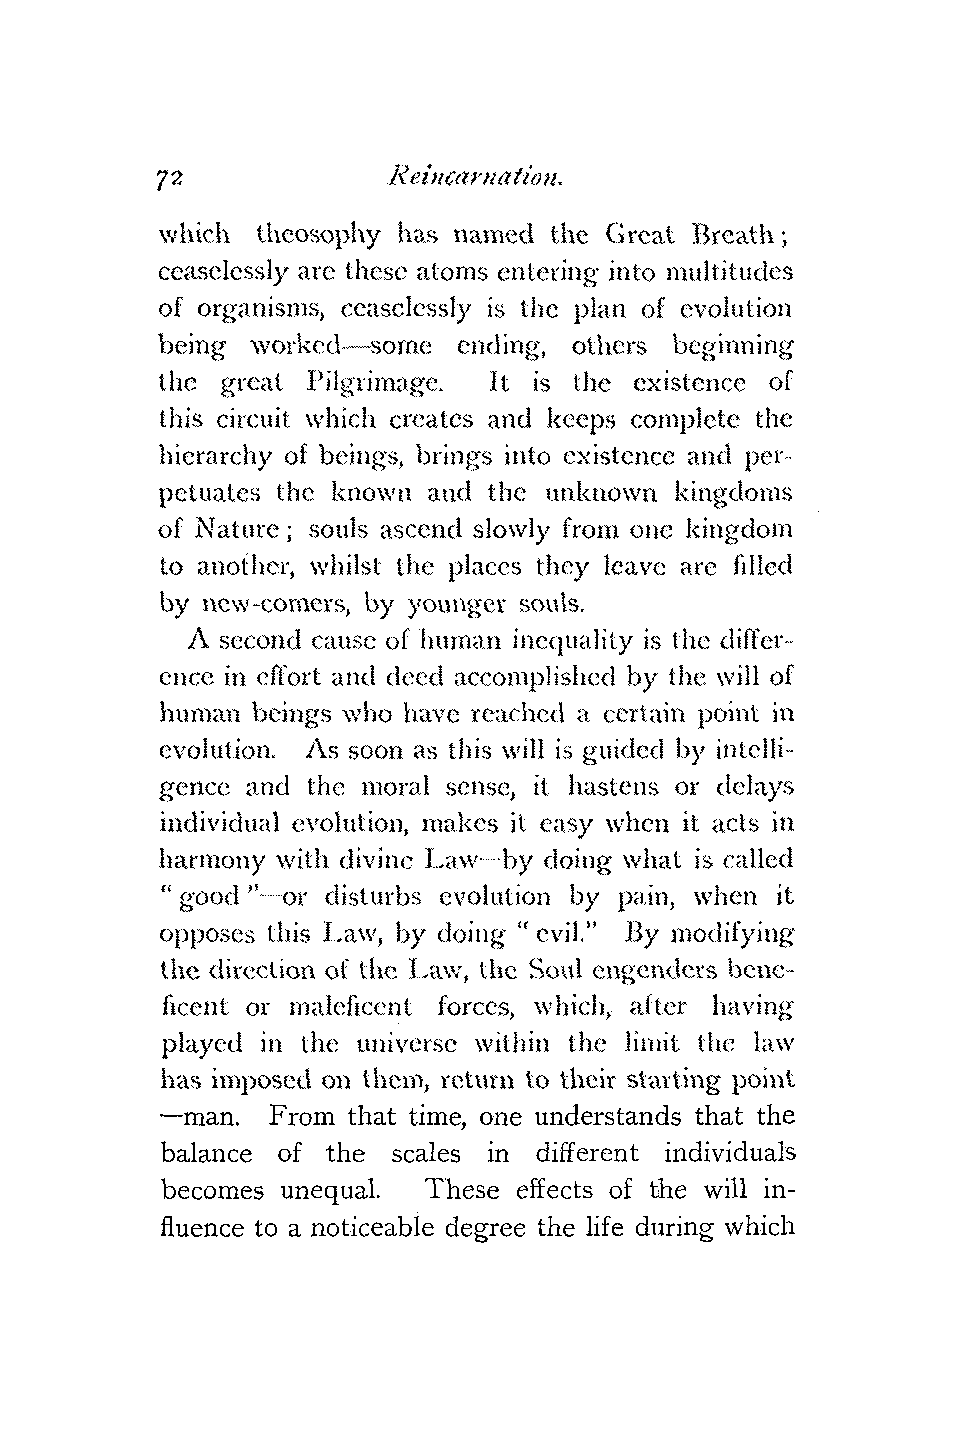 72 Reincarnation.
which theosophy has named the Great Breath;
ceaselessly are these atoms entering into multitudes
of organisms, ceaselessly is the plan of evolution
being worked—some ending, others beginning
the great Pilgrimage. It is the existence of
this circuit which creates and keeps complete the
hierarchy of beings, brings into existence and per-
petuates the known and the unknown kingdoms
of Nature; souls ascend slowly from one kingdom
to another, whilst the places they leave are filled
by new-comers, by younger souls.
A second cause of human inequality is the differ-
ence in effort and deed accomplished by the will of
human beings who have reached a certain point in
evolution. As soon as this will is guided by intelli-
gence and the moral sense, it hastens or delays
individual evolution, makes it easy when it acts in
harmony with divine Law—by doing what is called
"good"—or disturbs evolution by pain, when it
opposes this Law, by doing "evil." By modifying
the direction of the Law, the Soul engenders bene-
ficent or maleficent forces, which, after having
played in the universe within the limit the law
has imposed on them, return to their starting point
—man. From that time, one understands that the
balance of the scales in different individuals
becomes unequal. These effects of the will in-
fluence to a noticeable degree the life during which